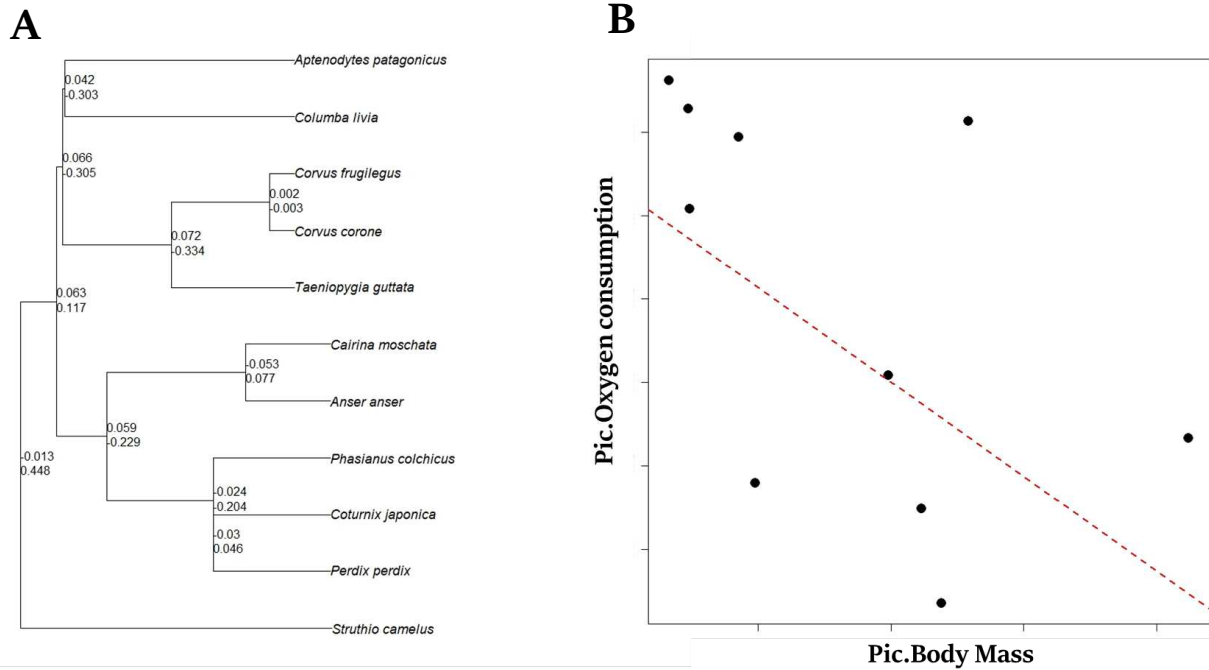 A
B
Aptenodytes patagonicus
0.042
-0.303
Columba livia
0.066
-0.305
Corvus frugilegus
0.002
-0.003
Corvus corone
0.072
-0.334
Taeniopygia guttata
0.063
0.117
Cairina moschata
-0.053
0.077
Anser anser
0.059
-0.229
Phasianus colchicus
-0.013
0.448
-0.024
-0.204
Coturnix japonica
-0.03
0.046
Perdix perdix
Struthio camelus
Pic.Oxygen consumption
Pic.Body Mass